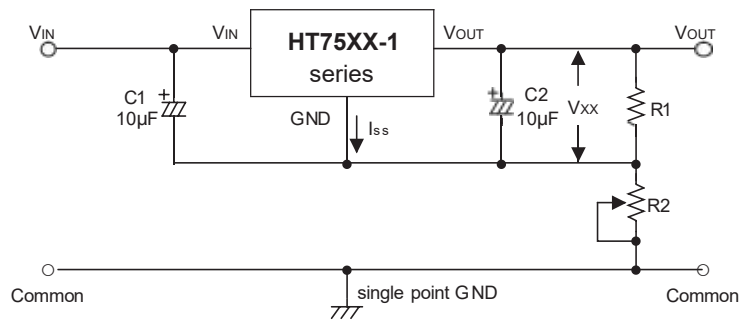 VIN
VIN
HT75XX-1
VOUT
VOUT
series
C1
10µF
+
GND
Iss
+
C2
10µF
VXX
R1
R2
Common
single point GND
Common